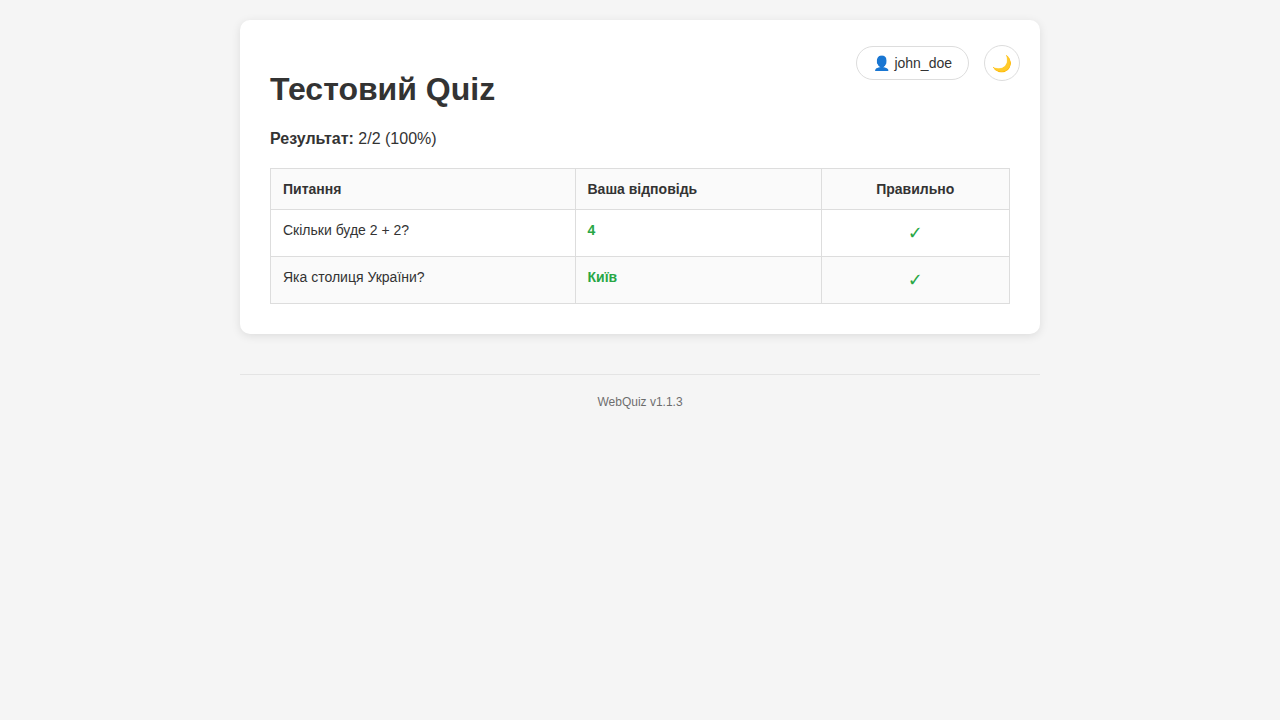 john_doe
Тестовий Quiz
Результат: 2/2 (100%)
Питання Ваша відповідь Правильно
Скільки буде 2 + 2? 4 ✓
Яка столиця України? Київ ✓
WebQuiz v1.1.3